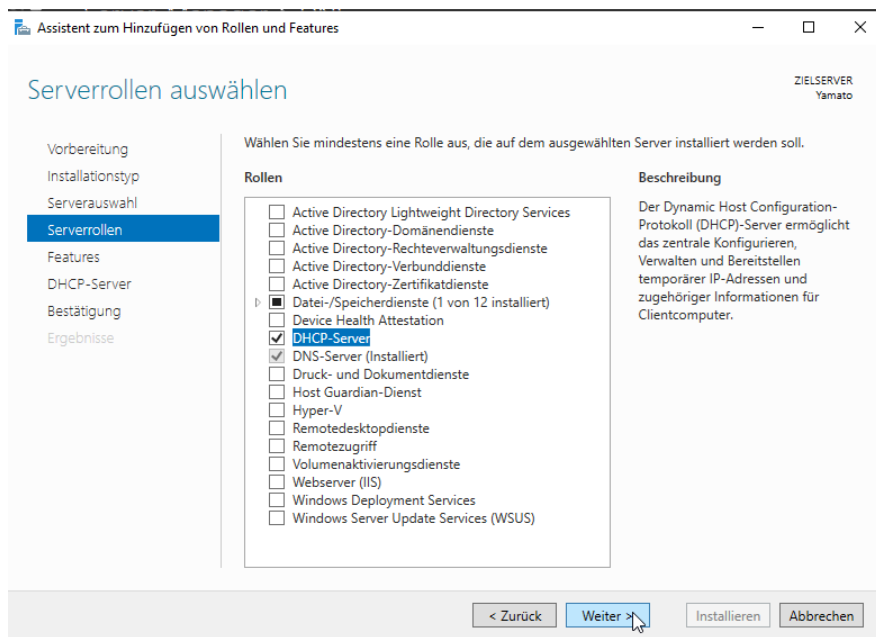 Assistent zum Hinzufügen von Rollen und Features
Serverrollen auswählen
ZIELSERVER
Yamato
Vorbereitung
Installationstyp
Serverauswahl
Serverrollen
Features
DHCP-Server
Bestätigung
Ergebnisse
Wählen Sie mindestens eine Rolle aus, die auf dem ausgewählten Server installiert werden soll.
Rollen
Active Directory Lightweight Directory Services
Active Directory-Domänendienste
Active Directory-Rechteverwaltungsdienste
Active Directory-Verbunddienste
Active Directory-Zertifikatdienste
Datei-/Speicherdienste (1 von 12 installiert)
Device Health Attestation
DHCP-Server
DNS-Server (Installiert)
Druck- und Dokumentdienste
Host Guardian-Dienst
Hyper-V
Remotedesktopdienste
Remotezugriff
Volumenaktivierungsdienste
Webserver (IIS)
Windows Deployment Services
Windows Server Update Services (WSUS)
Beschreibung
Der Dynamic Host Configuration-
Protokoll (DHCP)-Server ermöglicht
das zentrale Konfigurieren,
Verwalten und Bereitstellen
temporärer IP-Adressen und
zugehöriger Informationen für
Clientcomputer.
< Zurück
Weiter >
Installieren
Abbrechen